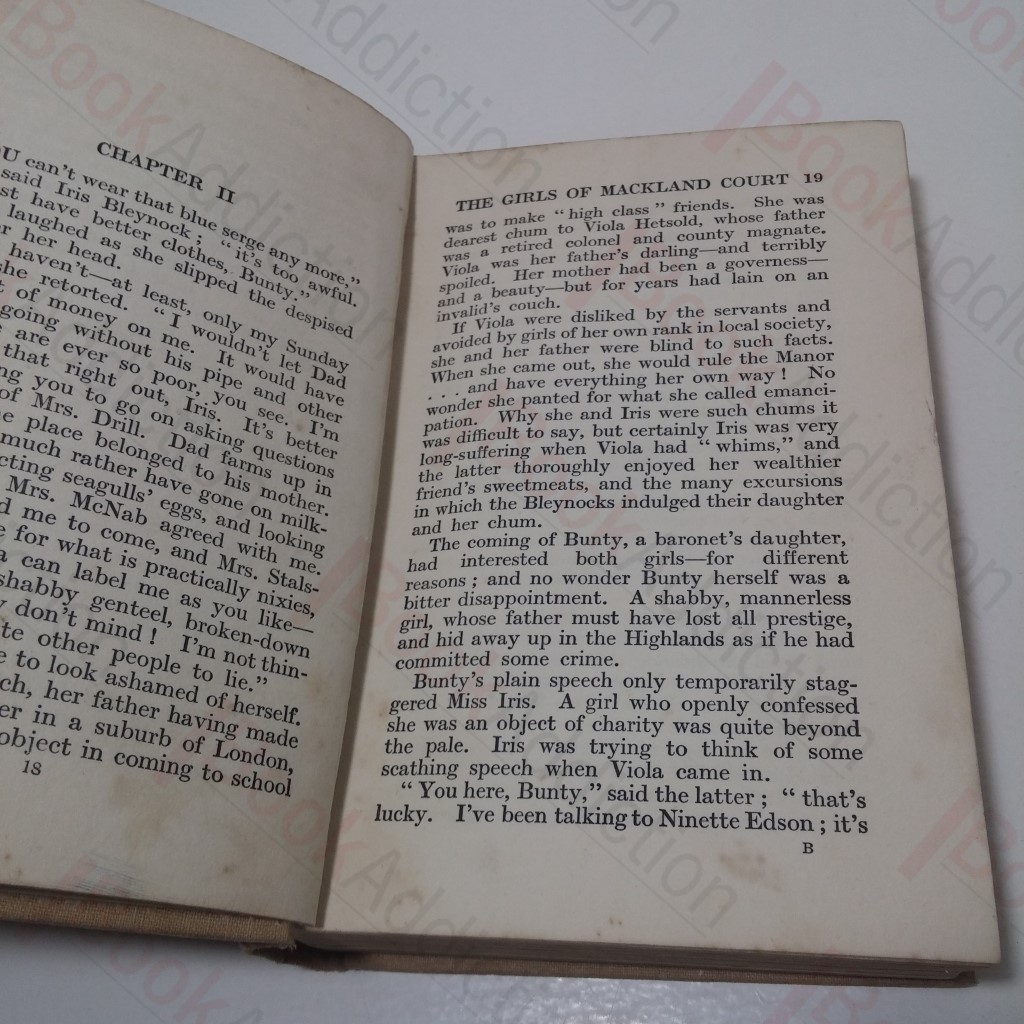 CHAPTER II
OU can't wear that blue serge any more,"
said Iris Bleynock; "it's too awful.
st have better clothes, Bunty."
laughed as she slipped the despised
er her head.
haven't—at least, only my Sunday
she retorted. "I wouldn't let Dad
t of money on me. It would have
going without his pipe and other
e are ever so poor, you see. I'm
that right out, Iris. It's better
ng you to go on asking questions
of Mrs. Drill. Dad farms up in
e place belonged to his mother.
much rather have gone on milk-
cting seagulls' eggs, and looking
Mrs. McNab agreed with me.
d me to come, and Mrs. Stals-
e for what is practically nixies,
a can label me as you like—
shabby genteel, broken-down
y don't mind! I'm not thin-
te other people to lie."
e to look ashamed of herself.
ch, her father having made
er in a suburb of London,
object in coming to school
18
THE GIRLS OF MACKLAND COURT 19
was to make "high class" friends. She was
dearest chum to Viola Hetsold, whose father
was a retired colonel and county magnate.
Viola was her father's darling—and terribly
spoiled. Her mother had been a governess—
and a beauty—but for years had lain on an
invalid's couch.
If Viola were disliked by the servants and
avoided by girls of her own rank in local society,
she and her father were blind to such facts.
When she came out, she would rule the Manor
. . . and have everything her own way! No
wonder she panted for what she called emanci-
pation. Why she and Iris were such chums it
was difficult to say, but certainly Iris was very
long-suffering when Viola had "whims," and
the latter thoroughly enjoyed her wealthier
friend's sweetmeats, and the many excursions
in which the Bleynocks indulged their daughter
and her chum.
The coming of Bunty, a baronet's daughter,
had interested both girls—for different
reasons; and no wonder Bunty herself was a
bitter disappointment. A shabby, mannerless
girl, whose father must have lost all prestige,
and hid away up in the Highlands as if he had
committed some crime.
Bunty's plain speech only temporarily stag-
gered Miss Iris. A girl who openly confessed
she was an object of charity was quite beyond
the pale. Iris was trying to think of some
scathing speech when Viola came in.
"You here, Bunty," said the latter; "that's
lucky. I've been talking to Ninette Edson; it's
B